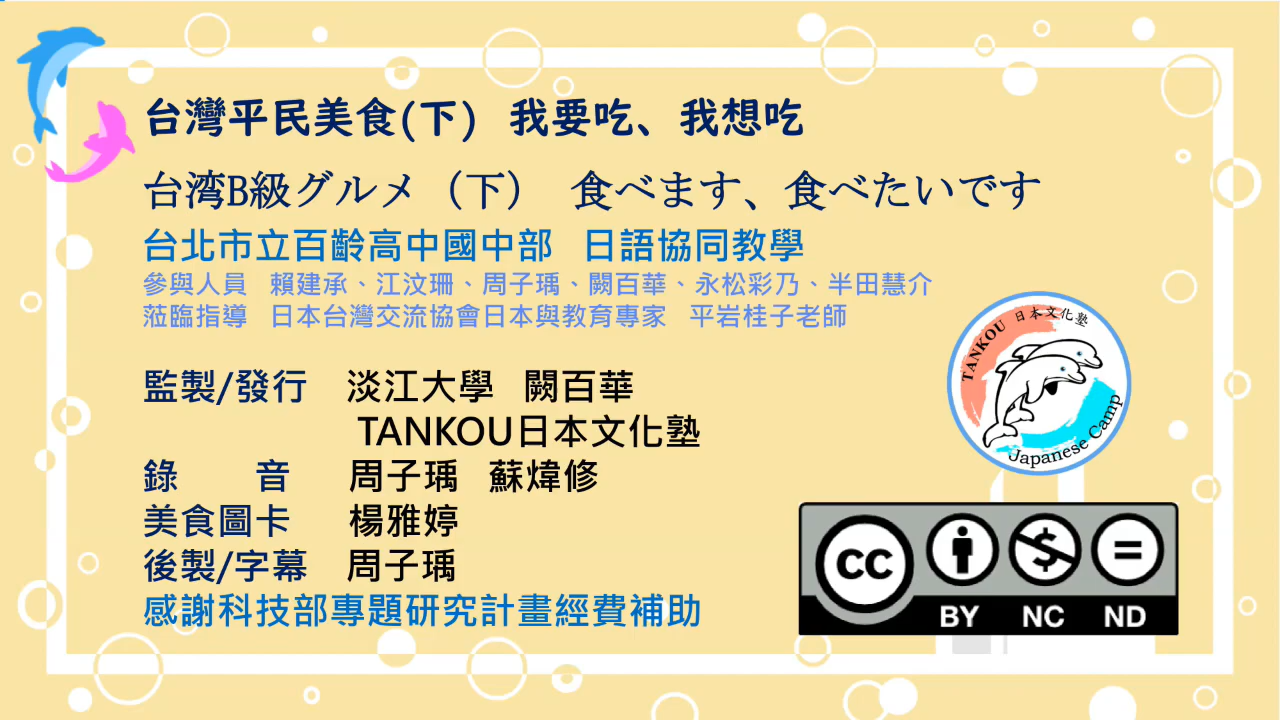 台灣平民美食(下) 我要吃、我想吃
台湾B級グルメ（下） 食べます、食べたいです
台北市立百齡高中國中部 日語協同教學
參與人員 賴建承、江汶珊、周子瑀、闕百華、永松彩乃、半田慧介
蒞臨指導 日本台灣交流協會日本與教育專家 平岩桂子老師
監製/發行 淡江大學 闕百華
TANKOU日本文化塾
錄 音 周子瑀 蘇煒修
美食圖卡 楊雅婷
後製/字幕 周子瑀
感謝科技部專題研究計畫經費補助
TANKOU 日本文化塾
Japanese Camp
CC
BY NC ND